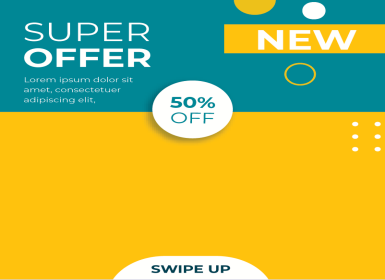 SUPER
OFFER
Lorem ipsum dolor sit
amet, consectetuer
adipiscing elit,
NEW
50%
OFF
SWIPE UP